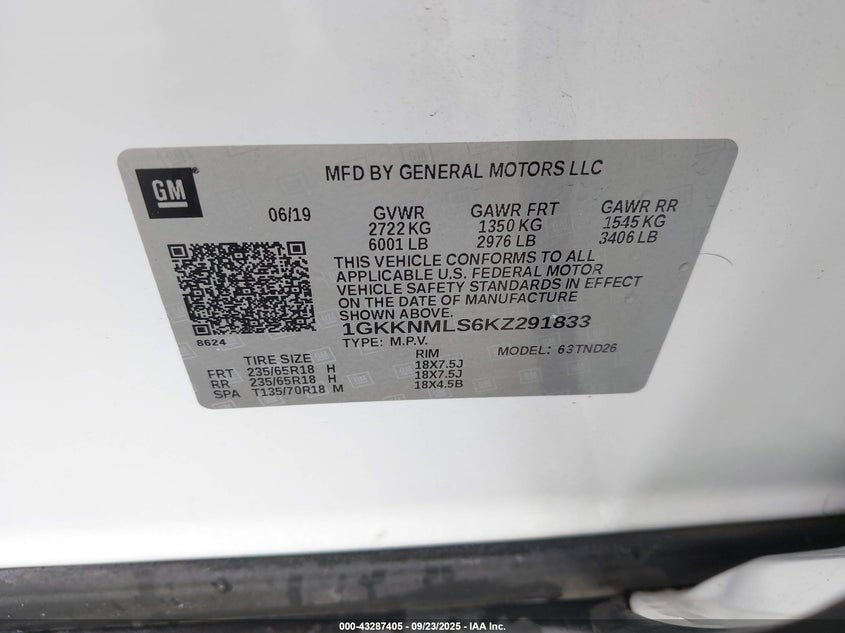 GM
MFD BY GENERAL MOTORS LLC
06/19
GVWR
2722 KG
6001 LB
GAWR FRT
1350 KG
2976 LB
GAWR RR
1545 KG
3406 LB
THIS VEHICLE CONFORMS TO ALL
APPLICABLE U.S. FEDERAL MOTOR
VEHICLE SAFETY STANDARDS IN EFFECT
ON THE DATE OF MANUFACTURE
SHOWN ABOVE.
1GKKNMLS6KZ291833
8624
TYPE: M.P.V.
MODEL: 63TND26
TIRE SIZE RIM
FRT 235/65R18 H 18X7.5J
RR 235/65R18 H 18X7.5J
SPA T135/70R18 M 18X4.5B
000-43287405 - 09/23/2025 - IAA Inc.